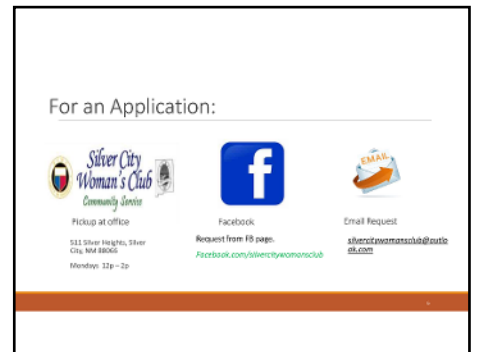 For an Application:
Silver City
Woman's Club
Community Service
EMAIL
Pickup at office
Facebook
Email Request
511 Silver Heights, Silver
City, NM 88065
Mondays 12p – 2p
Request from FB page.
Facebook.com/silvercitywomansclub
silvercitywomansclub@outlo
ok.com